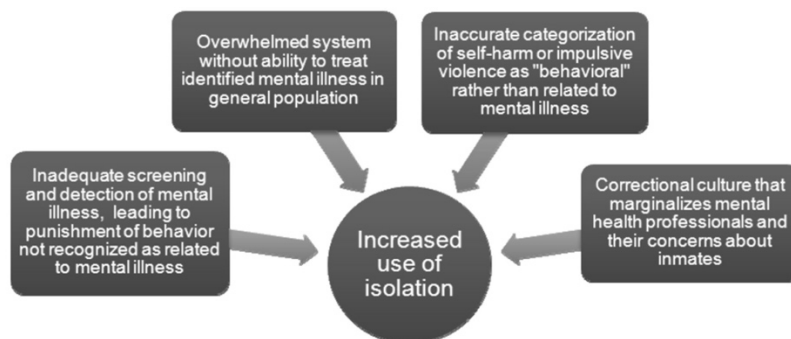 Overwhelmed system
without ability to treat
identified mental illness in
general population
Inaccurate categorization
of self-harm or impulsive
violence as "behavioral"
rather than related to
mental illness
Inadequate screening
and detection of mental
illness, leading to
punishment of behavior
not recognized as related
to mental illness
Correctional culture that
marginalizes mental
health professionals and
their concerns about
inmates
Increased
use of
isolation